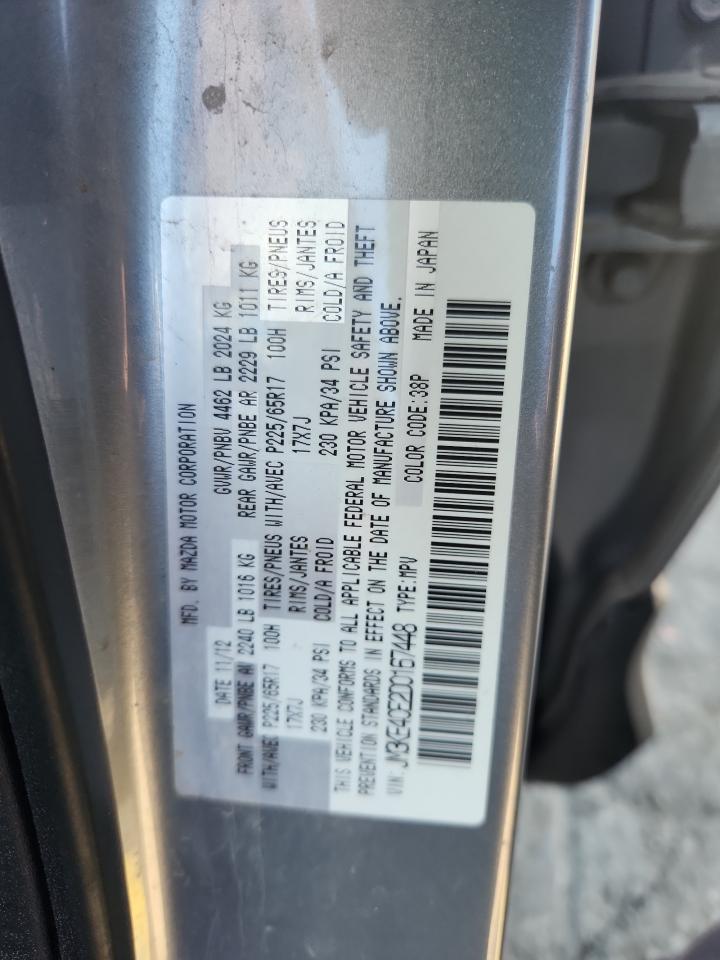 MFD. BY MAZDA MOTOR CORPORATION
DATE 11/12 GVWR/PNBV 4462 LB 2024 KG
FRONT GAWR/PNBE AV 2240 LB 1016 KG REAR GAWR/PNBE AR 2229 LB 1011 KG
WITH/AVEC P225/65R17 100H TIRES/PNEUS WITH/AVEC P225/65R17 100H TIRES/PNEUS
17X7J RIMS/JANTES 17X7J RIMS/JANTES
230 KPA/34 PSI COLD/A FROID 230 KPA/34 PSI COLD/A FROID
THIS VEHICLE CONFORMS TO ALL APPLICABLE FEDERAL MOTOR VEHICLE SAFETY AND THEFT
PREVENTION STANDARDS IN EFFECT ON THE DATE OF MANUFACTURE SHOWN ABOVE.
VIN: JM3KE4CE2D0167448 TYPE:MPV COLOR CODE:38P MADE IN JAPAN